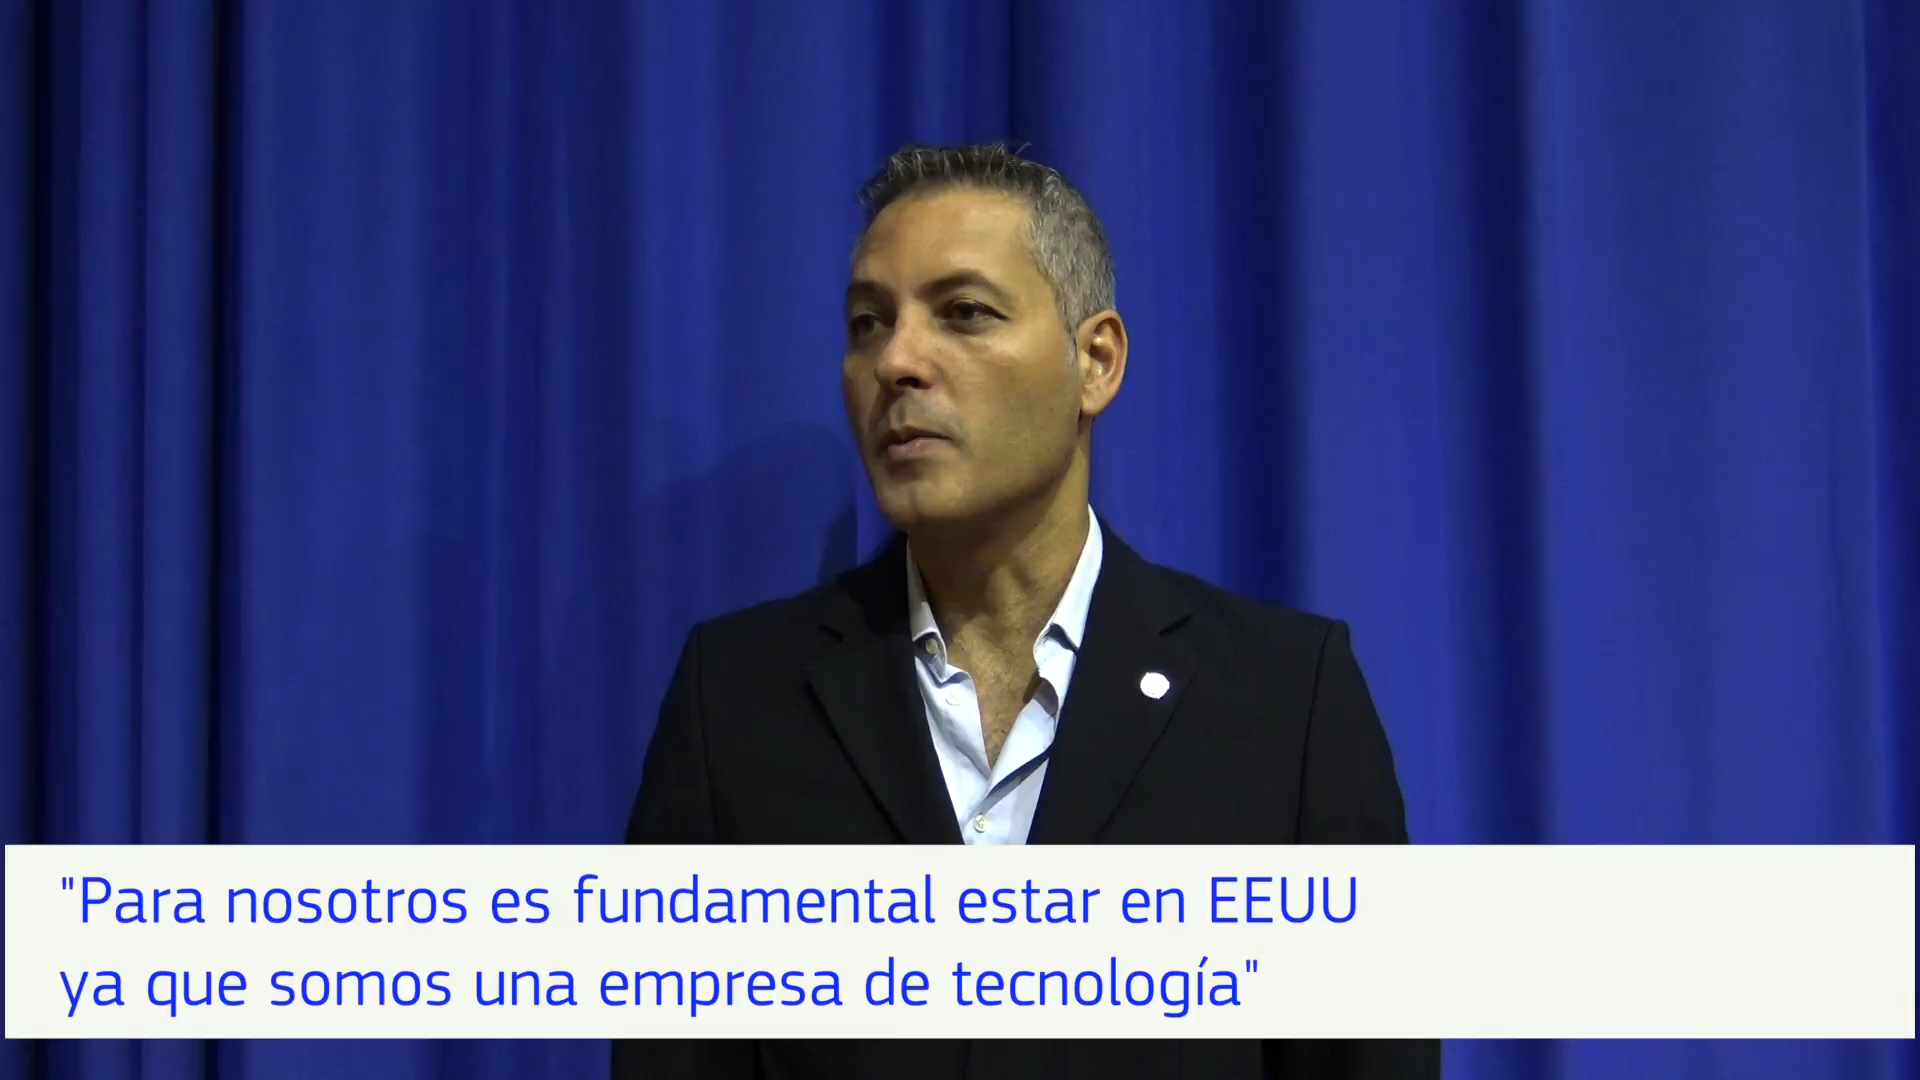 "Para nosotros es fundamental estar en EEUU
ya que somos una empresa de tecnología"